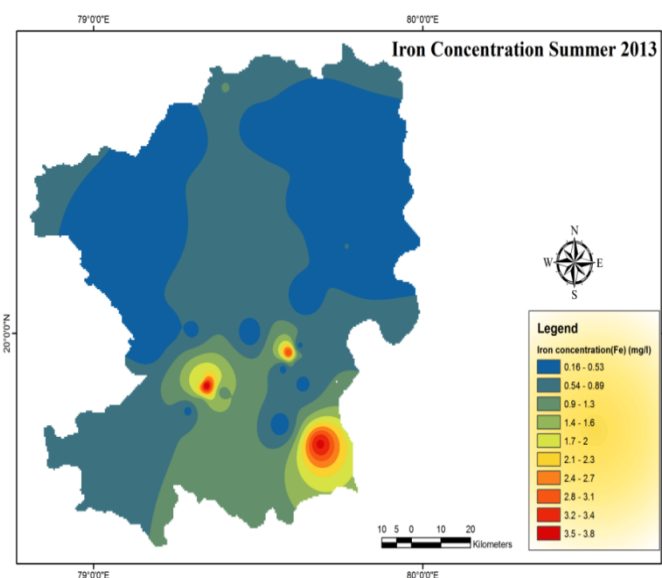 79°0'0"E 80°0'0"E
Iron Concentration Summer 2013
N
W E
S
20°0'0"N
Legend
Iron concentration(Fe) (mg/l)
0.16 - 0.53
0.54 - 0.89
0.9 - 1.3
1.4 - 1.6
1.7 - 2
2.1 - 2.3
2.4 - 2.7
2.8 - 3.1
3.2 - 3.4
3.5 - 3.8
10 5 0 10 20
Kilometers
79°0'0"E 80°0'0"E